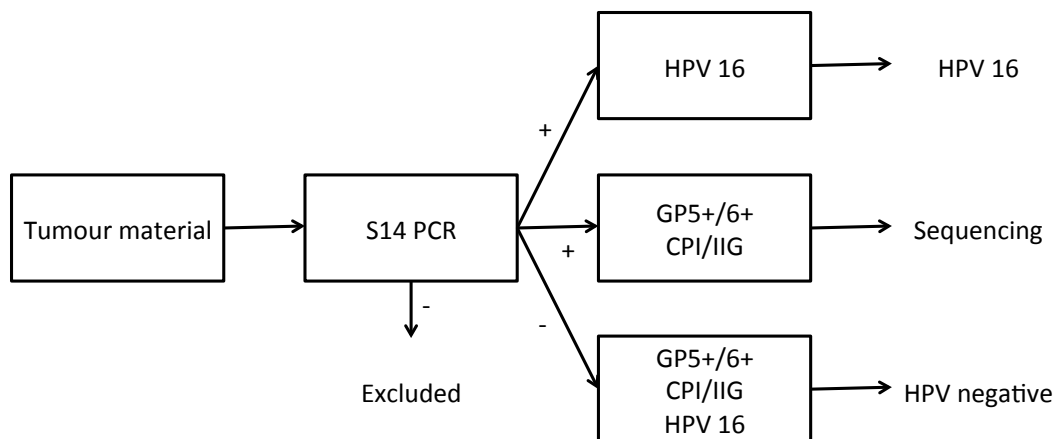 HPV 16
HPV 16
+
Tumour material
S14 PCR
GP5+/6+
CPI/IIG
Sequencing
+
-
-
Excluded
GP5+/6+
CPI/IIG
HPV 16
HPV negative